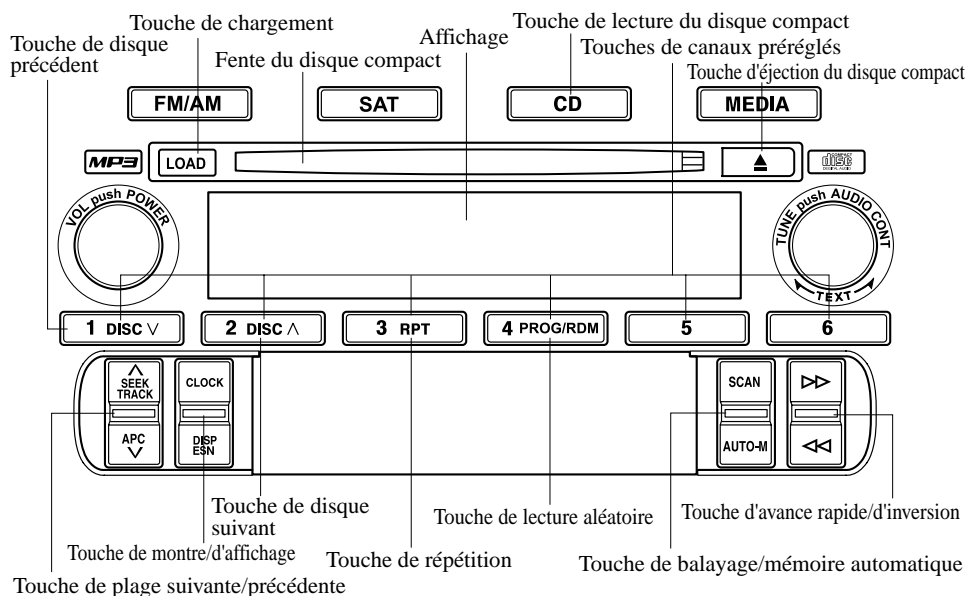 Touche de chargement
Touche de lecture du disque compact
Touche de disque
précédent
Affichage
Touches de canaux préréglés
Fente du disque compact
Touche d'éjection du disque compact
FM/AM
SAT
CD
MEDIA
MP3
LOAD
COMPACT
disc
DIGITAL AUDIO
VOL push POWER
TUNE push AUDIO CONT
TEXT
1 DISC ∨
2 DISC ∧
3 RPT
4 PROG/RDM
5
6
SEEK
TRACK
CLOCK
SCAN
APC
DISP
ESN
AUTO-M
Touche de disque
suivant
Touche de lecture aléatoire
Touche d'avance rapide/d'inversion
Touche de montre/d'affichage
Touche de répétition
Touche de balayage/mémoire automatique
Touche de plage suivante/précédente